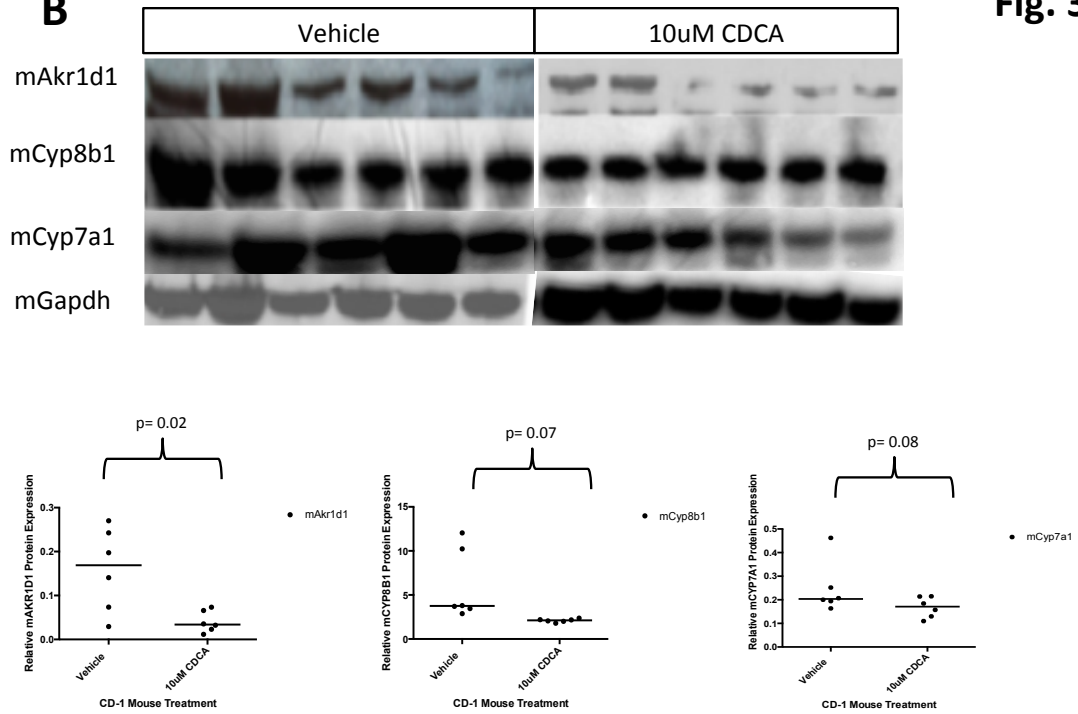 B
Fig. 3
Vehicle
10uM CDCA
mAkr1d1
mCyp8b1
mCyp7a1
mGapdh
p= 0.02
Relative mAKR1D1 Protein Expression
0.3
0.2
0.1
0.0
Vehicle
10uM CDCA
CD-1 Mouse Treatment
mAkr1d1
p= 0.07
Relative mCYP8B1 Protein Expression
15
10
5
0
Vehicle
10uM CDCA
CD-1 Mouse Treatment
mCyp8b1
p= 0.08
Relative mCYP7A1 Protein Expression
0.5
0.4
0.3
0.2
0.1
0.0
Vehicle
10uM CDCA
CD-1 Mouse Treatment
mCyp7a1